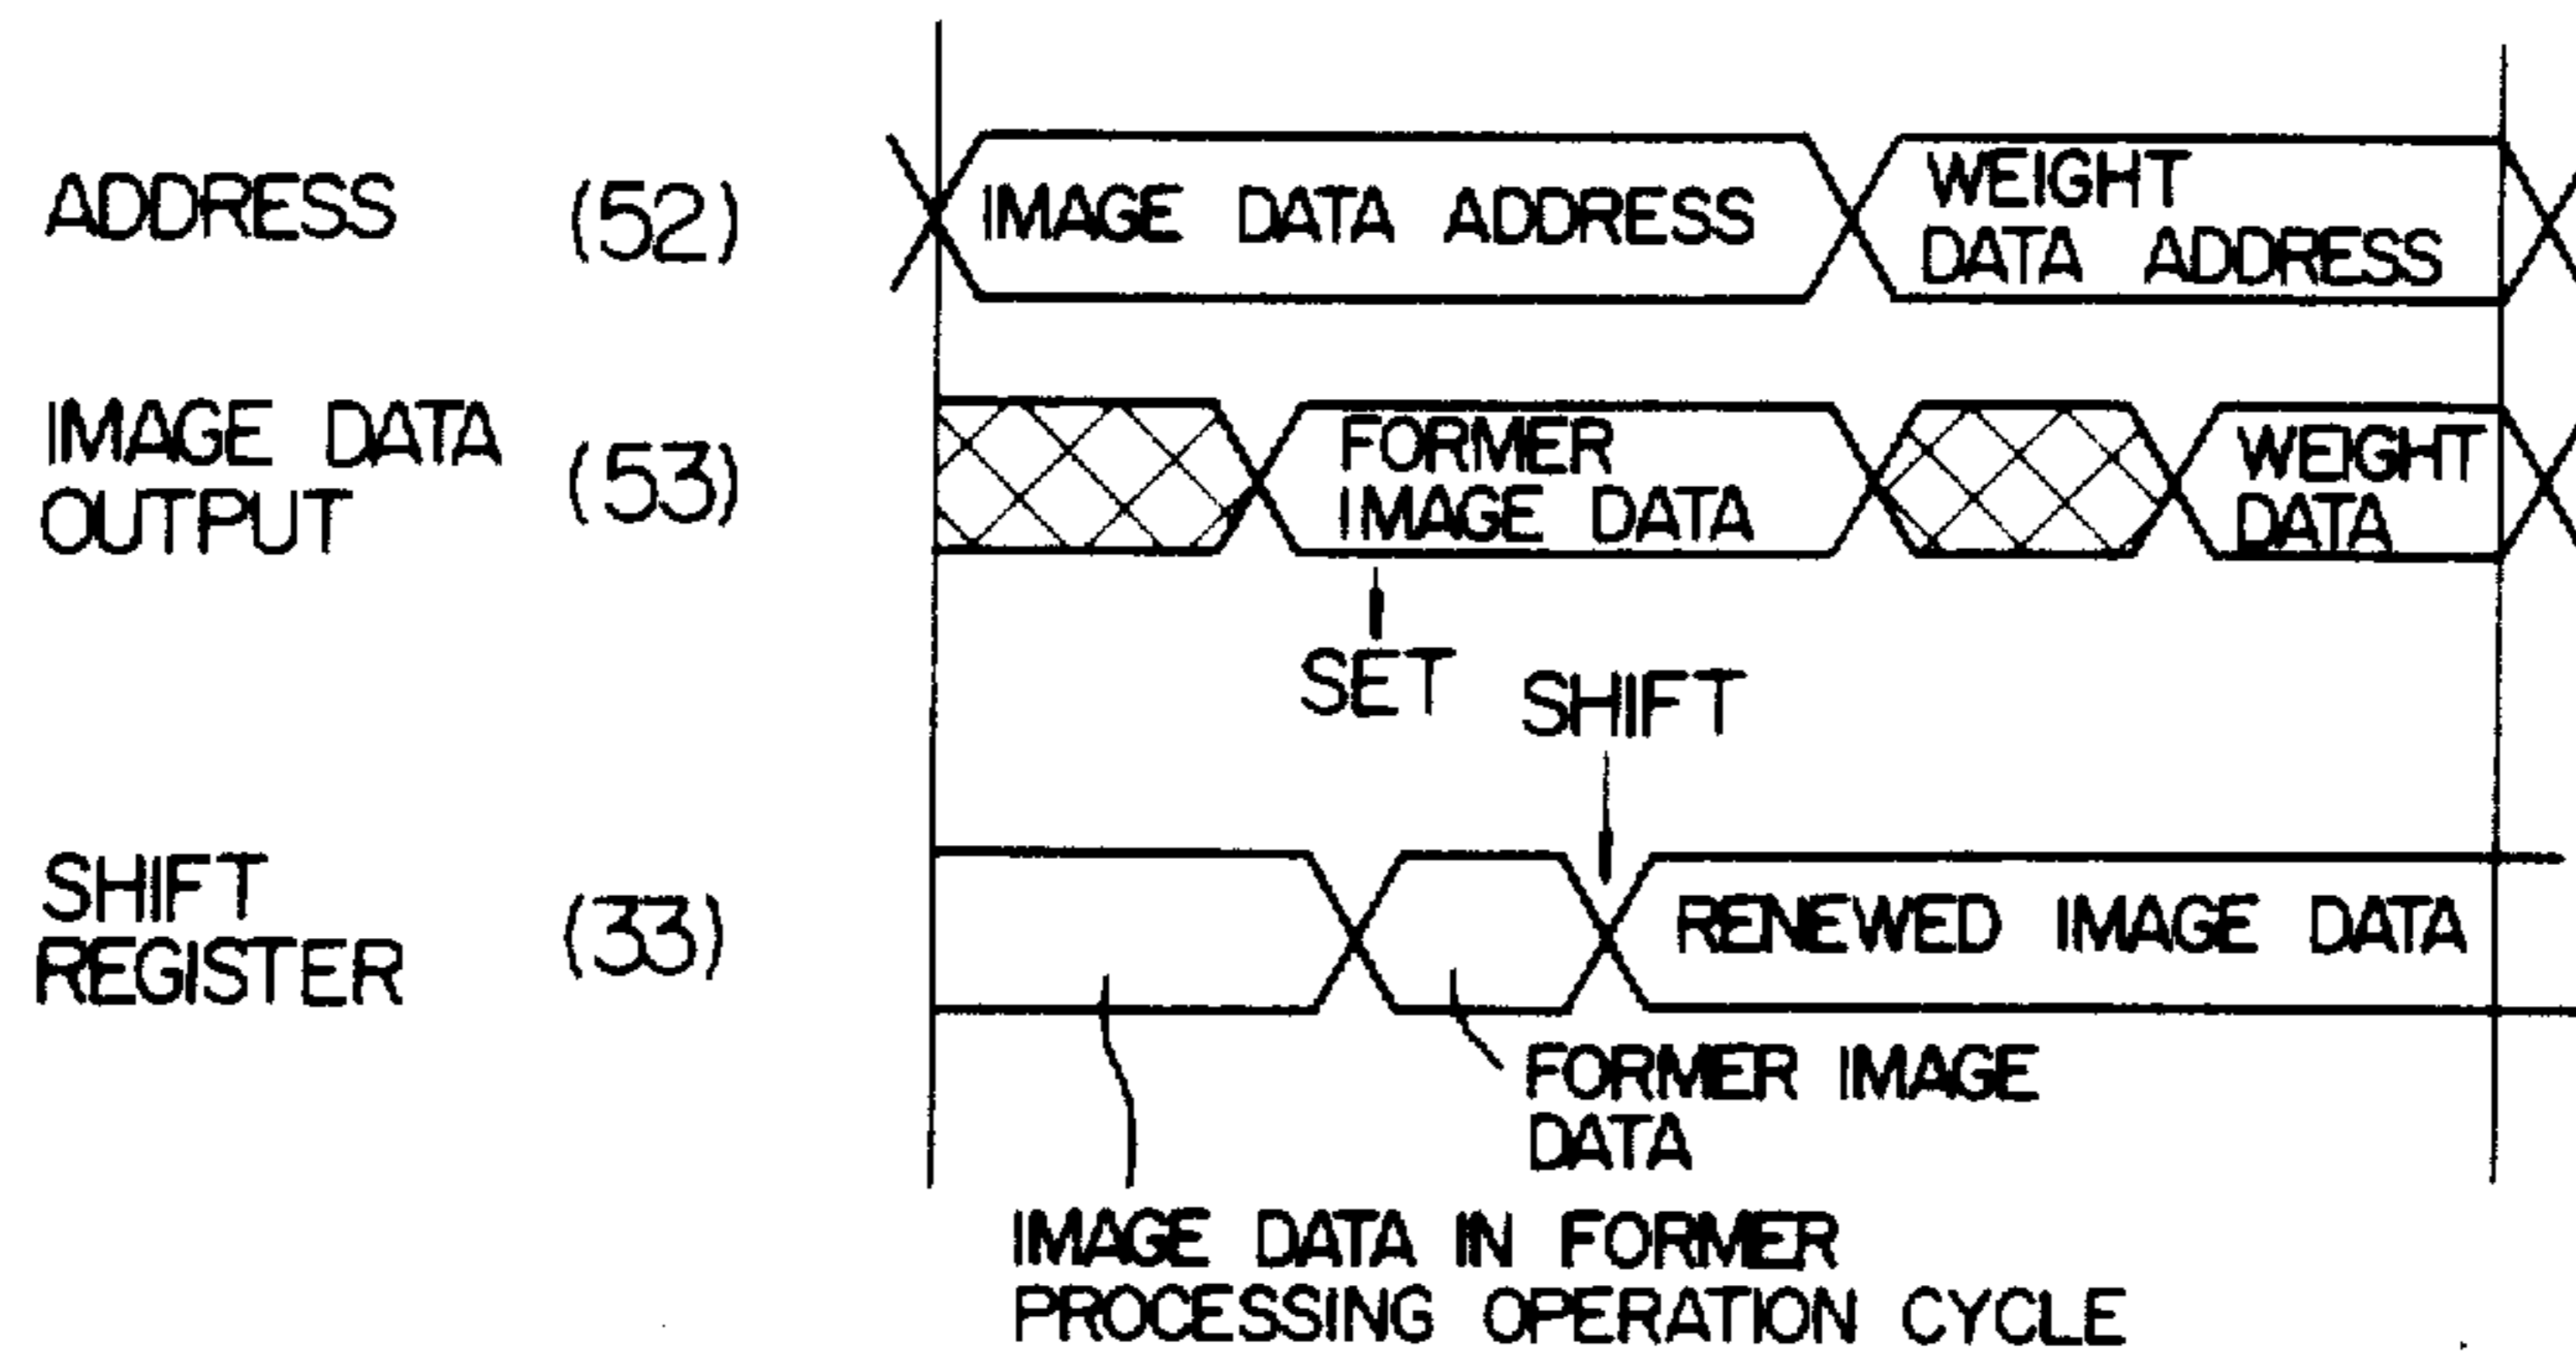 ADDRESS (52)
IMAGE DATA ADDRESS
WEIGHT
DATA ADDRESS
IMAGE DATA
OUTPUT
(53)
FORMER
IMAGE DATA
WEIGHT
DATA
SET
SHIFT
SHIFT
REGISTER
(33)
RENEWED IMAGE DATA
FORMER IMAGE
DATA
IMAGE DATA IN FORMER
PROCESSING OPERATION CYCLE